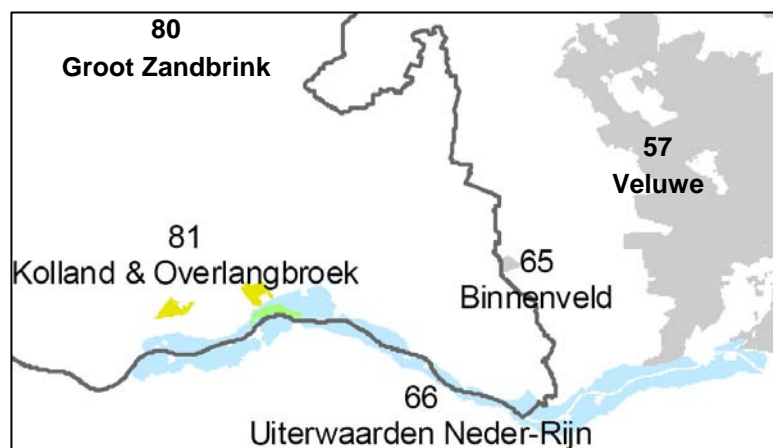 80
Groot Zandbrink
57
Veluwe
81
Kolland & Overlangbroek
65
Binnenveld
66
Uiterwaarden Neder-Rijn